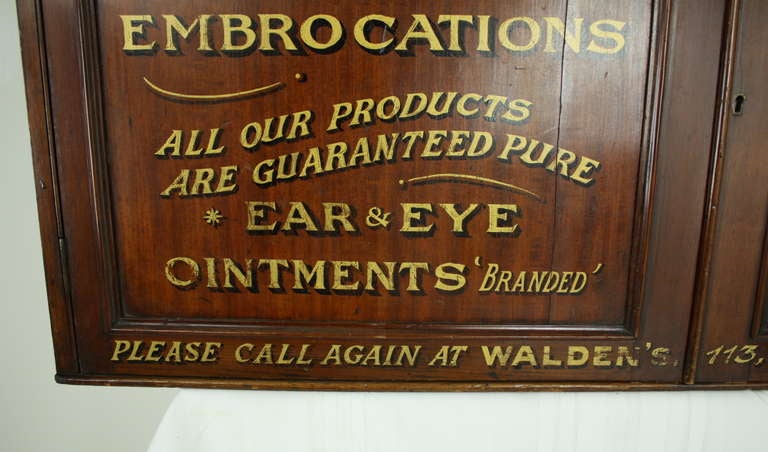 EMBROCATIONS
ALL OUR PRODUCTS
ARE GUARANTEED PURE
* EAR & EYE
OINTMENTS 'BRANDED'
PLEASE CALL AGAIN AT WALDEN'S, 113,